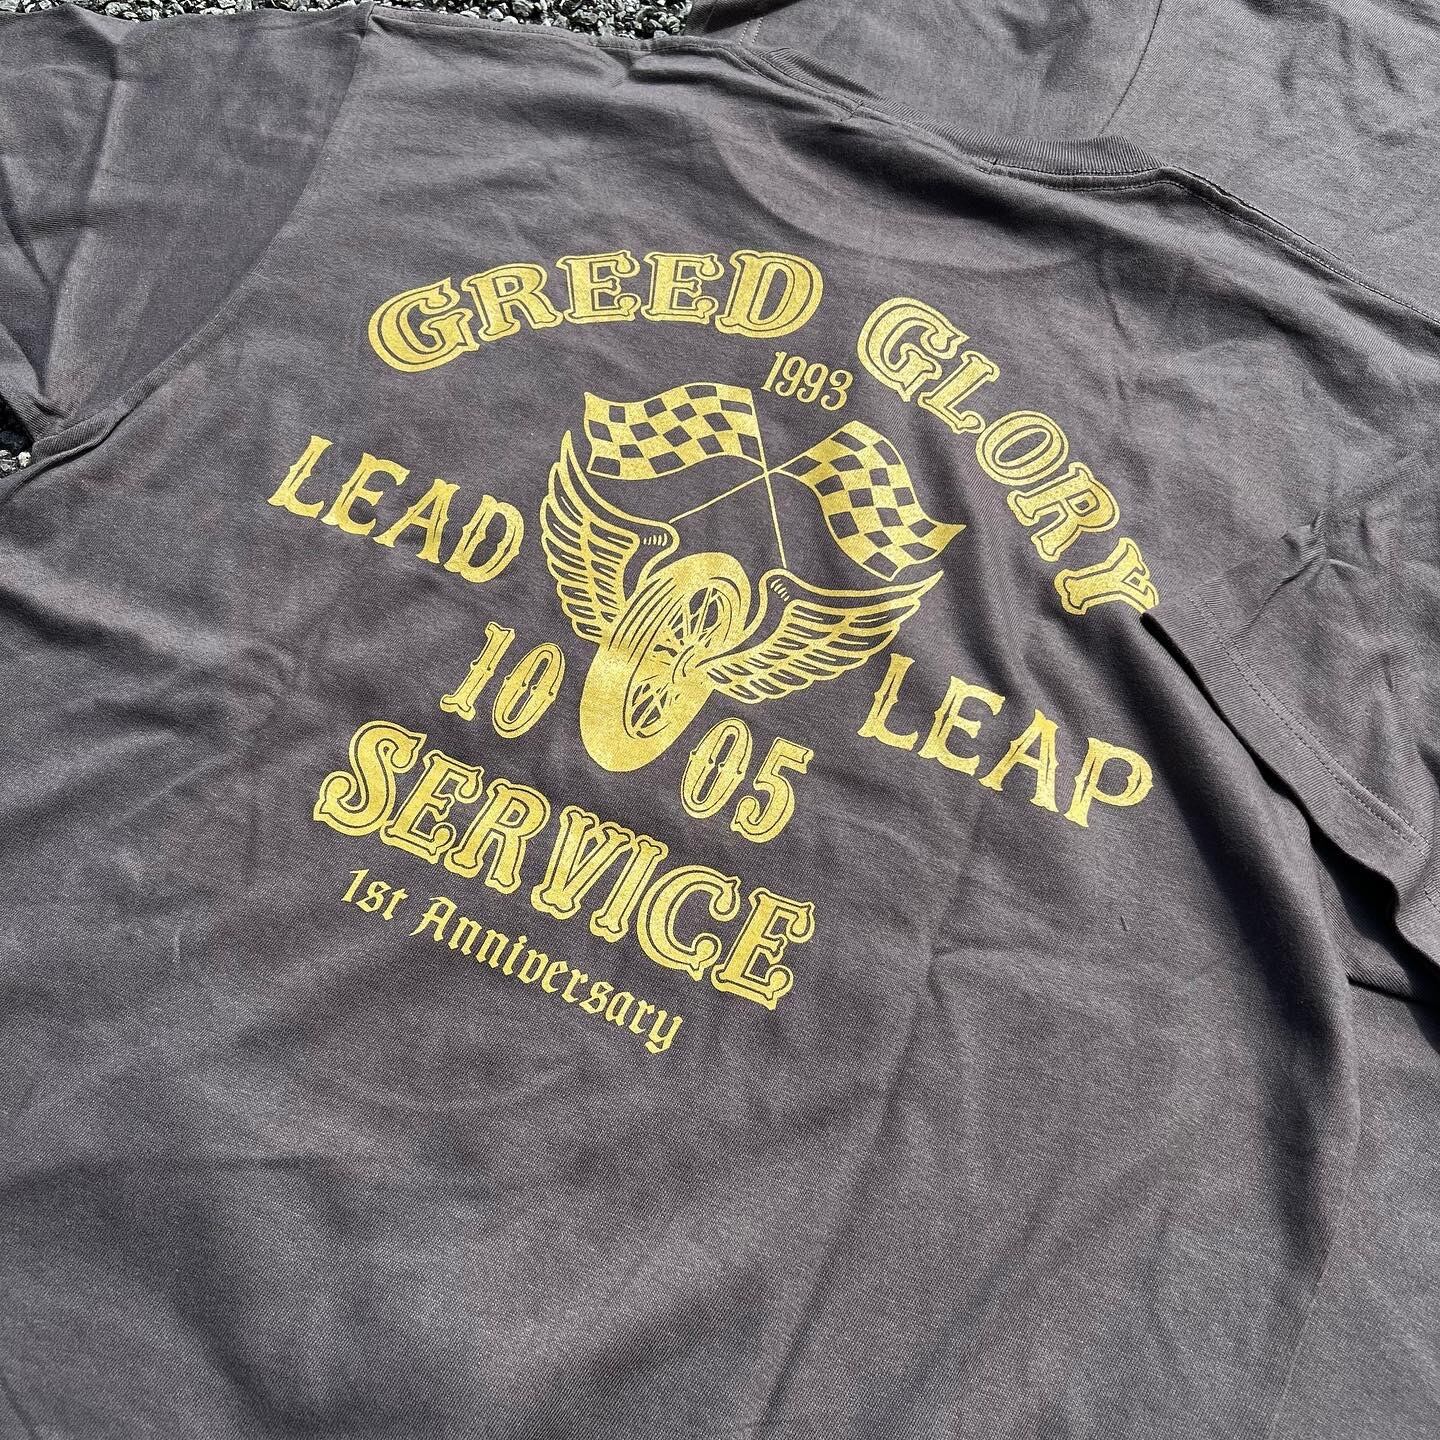 GREED GLORY
1993
LEAD LEAP
10 05
SERVICE
1st Anniversary